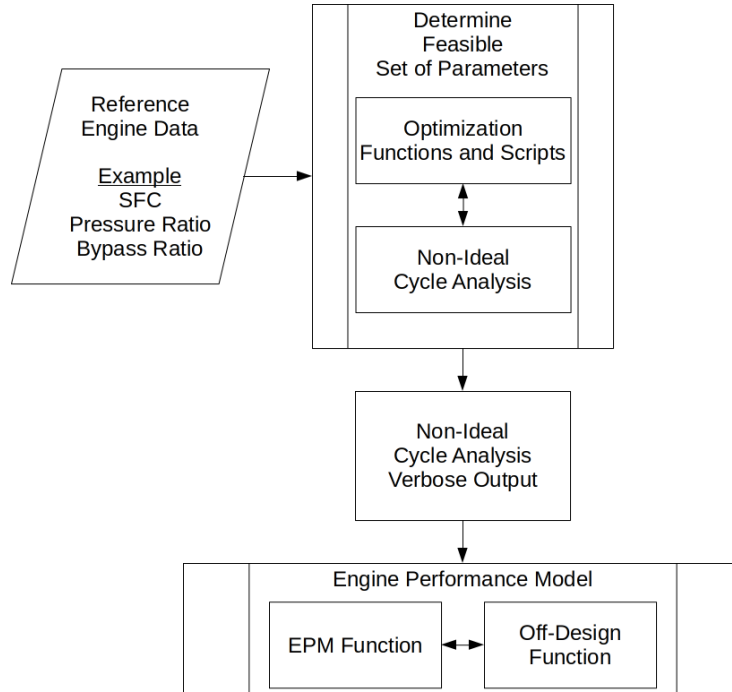 Reference
Engine Data
Example
SFC
Pressure Ratio
Bypass Ratio
Determine
Feasible
Set of Parameters
Optimization
Functions and Scripts
Non-Ideal
Cycle Analysis
Non-Ideal
Cycle Analysis
Verbose Output
Engine Performance Model
EPM Function
Off-Design
Function